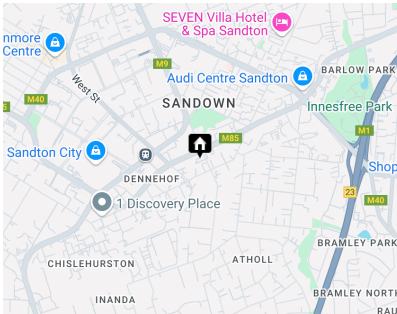 SEVEN Villa Hotel
& Spa Sandton
nmore
Centre
M9
BARLOW PARK
Audi Centre Sandton
M40
West St
SANDOWN
Innesfree Park
M1
M85
Sandton City
Shop
DENNEHOF
23
M40
1 Discovery Place
BRAMLEY PARK
ATHOLL
CHISLEHURSTON
BRAMLEY NORTH
INANDA
RAU